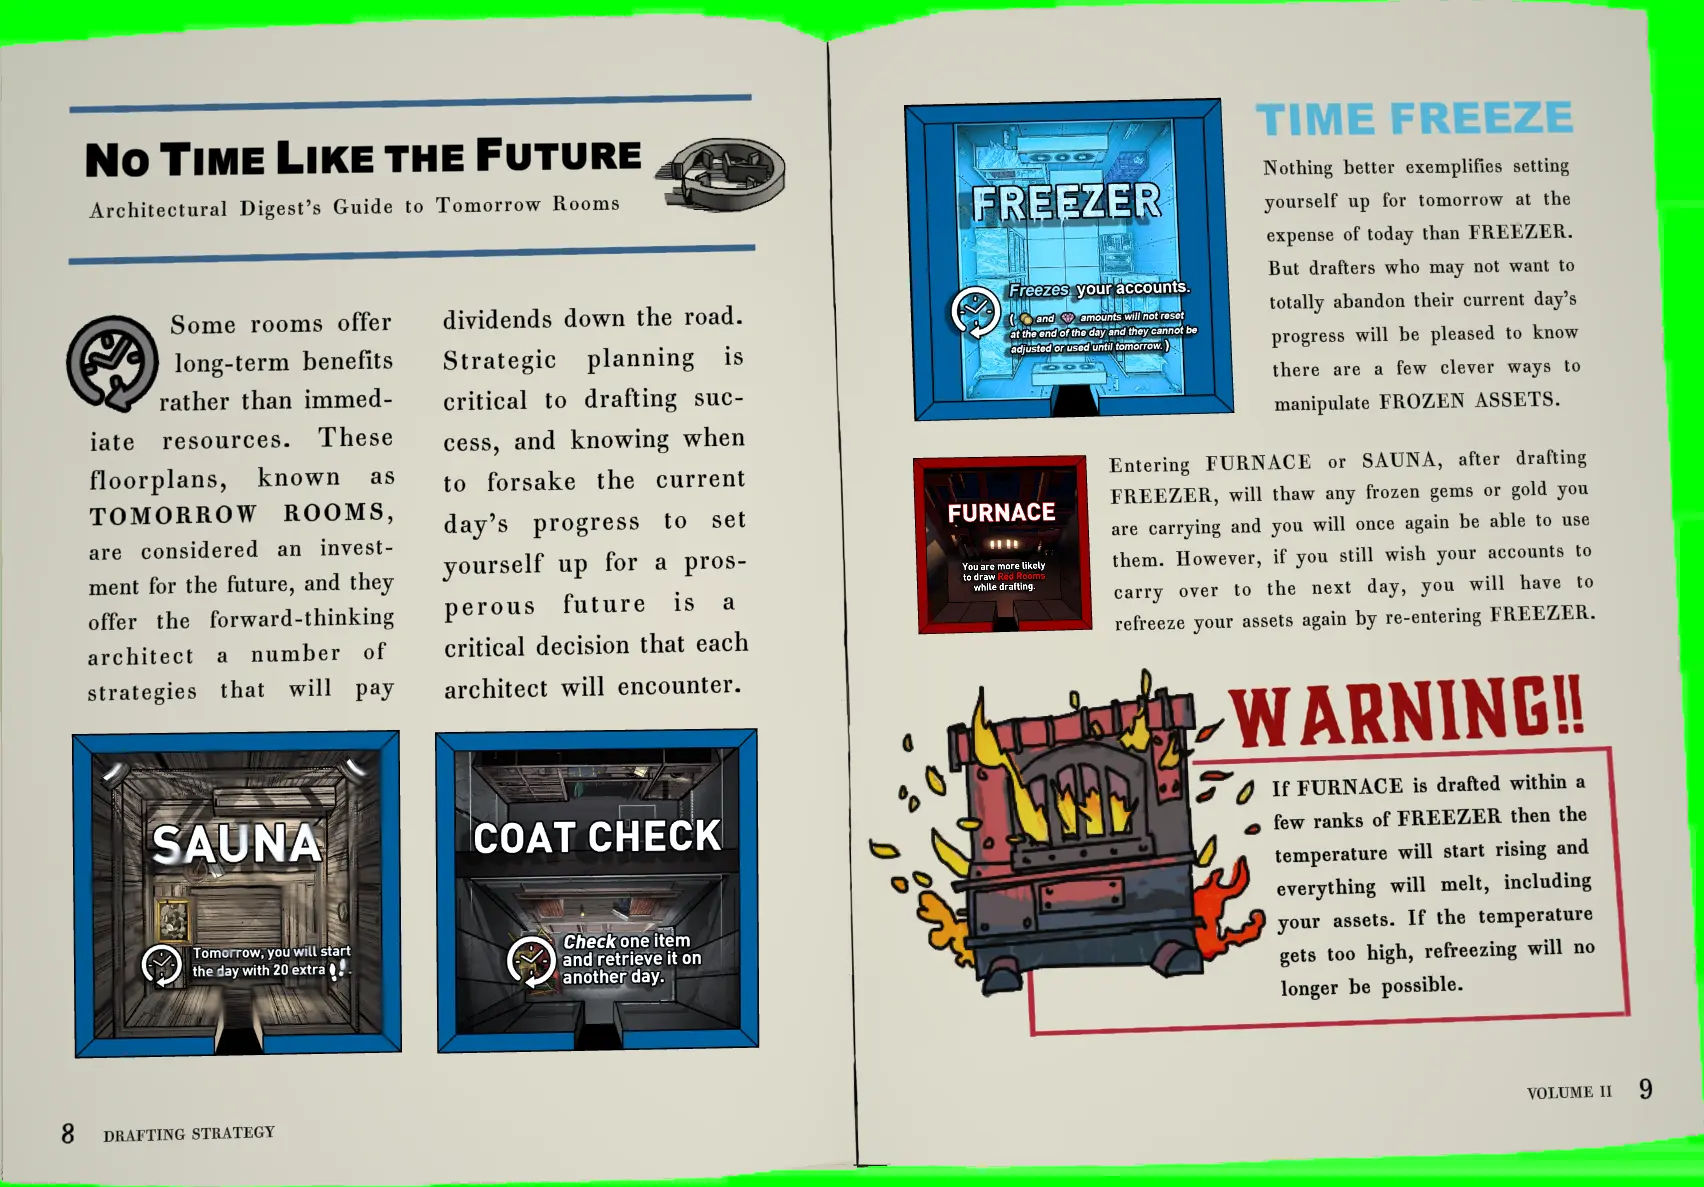 No Time Like the Future
Architectural Digest's Guide to Tomorrow Rooms
Some rooms offer
long-term benefits
rather than immed-
iate resources. These
floorplans, known as
TOMORROW ROOMS,
are considered an invest-
ment for the future, and they
offer the forward-thinking
architect a number of
strategies that will pay
dividends down the road.
Strategic planning is
critical to drafting suc-
cess, and knowing when
to forsake the current
day's progress to set
yourself up for a pros-
perous future is a
critical decision that each
architect will encounter.
SAUNA
Tomorrow, you will start
the day with 20 extra
COAT CHECK
Check one item
and retrieve it on
another day.
8 DRAFTING STRATEGY
FREEZER
Freezes your accounts.
( and amounts will not reset
at the end of the day and they cannot be
adjusted or used until tomorrow. )
TIME FREEZE
Nothing better exemplifies setting
yourself up for tomorrow at the
expense of today than FREEZER.
But drafters who may not want to
totally abandon their current day's
progress will be pleased to know
there are a few clever ways to
manipulate FROZEN ASSETS.
FURNACE
You are more likely
to draw Red Rooms
while drafting.
Entering FURNACE or SAUNA, after drafting
FREEZER, will thaw any frozen gems or gold you
are carrying and you will once again be able to use
them. However, if you still wish your accounts to
carry over to the next day, you will have to
refreeze your assets again by re-entering FREEZER.
WARNING!!
If FURNACE is drafted within a
few ranks of FREEZER then the
temperature will start rising and
everything will melt, including
your assets. If the temperature
gets too high, refreezing will no
longer be possible.
VOLUME II 9